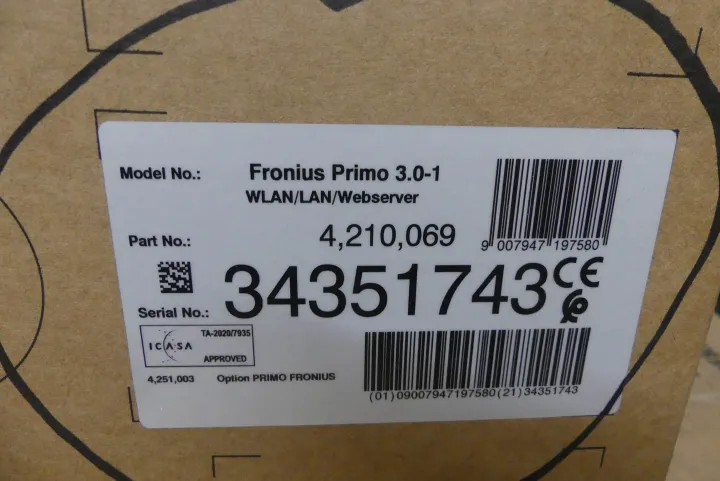 Model No.: Fronius Primo 3.0-1
WLAN/LAN/Webserver
Part No.: 4,210,069
9 007947 197580
Serial No.: 34351743 CE
ICASA TA-2020/7935
APPROVED
4,251,003 Option PRIMO FRONIUS
(01)09007947197580(21)34351743